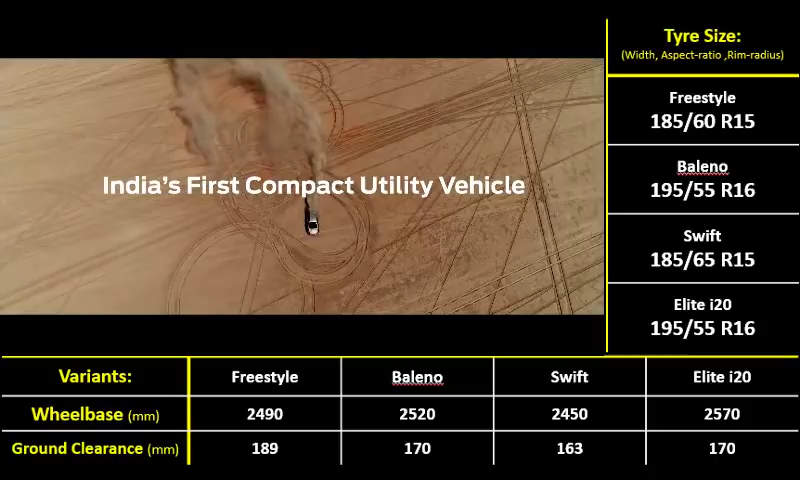 India's First Compact Utility Vehicle
Tyre Size:
(Width, Aspect-ratio ,Rim-radius)
Freestyle
185/60 R15
Baleno
195/55 R16
Swift
185/65 R15
Elite i20
195/55 R16
Variants: Freestyle Baleno Swift Elite i20
Wheelbase (mm) 2490 2520 2450 2570
Ground Clearance (mm) 189 170 163 170